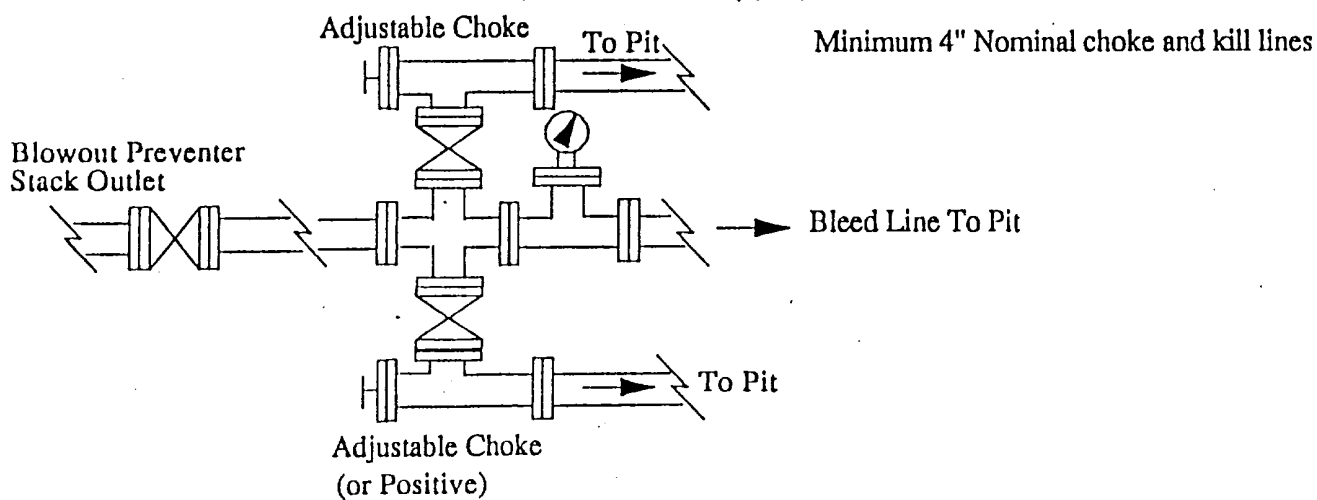 Adjustable Choke
To Pit
Minimum 4" Nominal choke and kill lines
Blowout Preventer
Stack Outlet
Bleed Line To Pit
To Pit
Adjustable Choke
(or Positive)